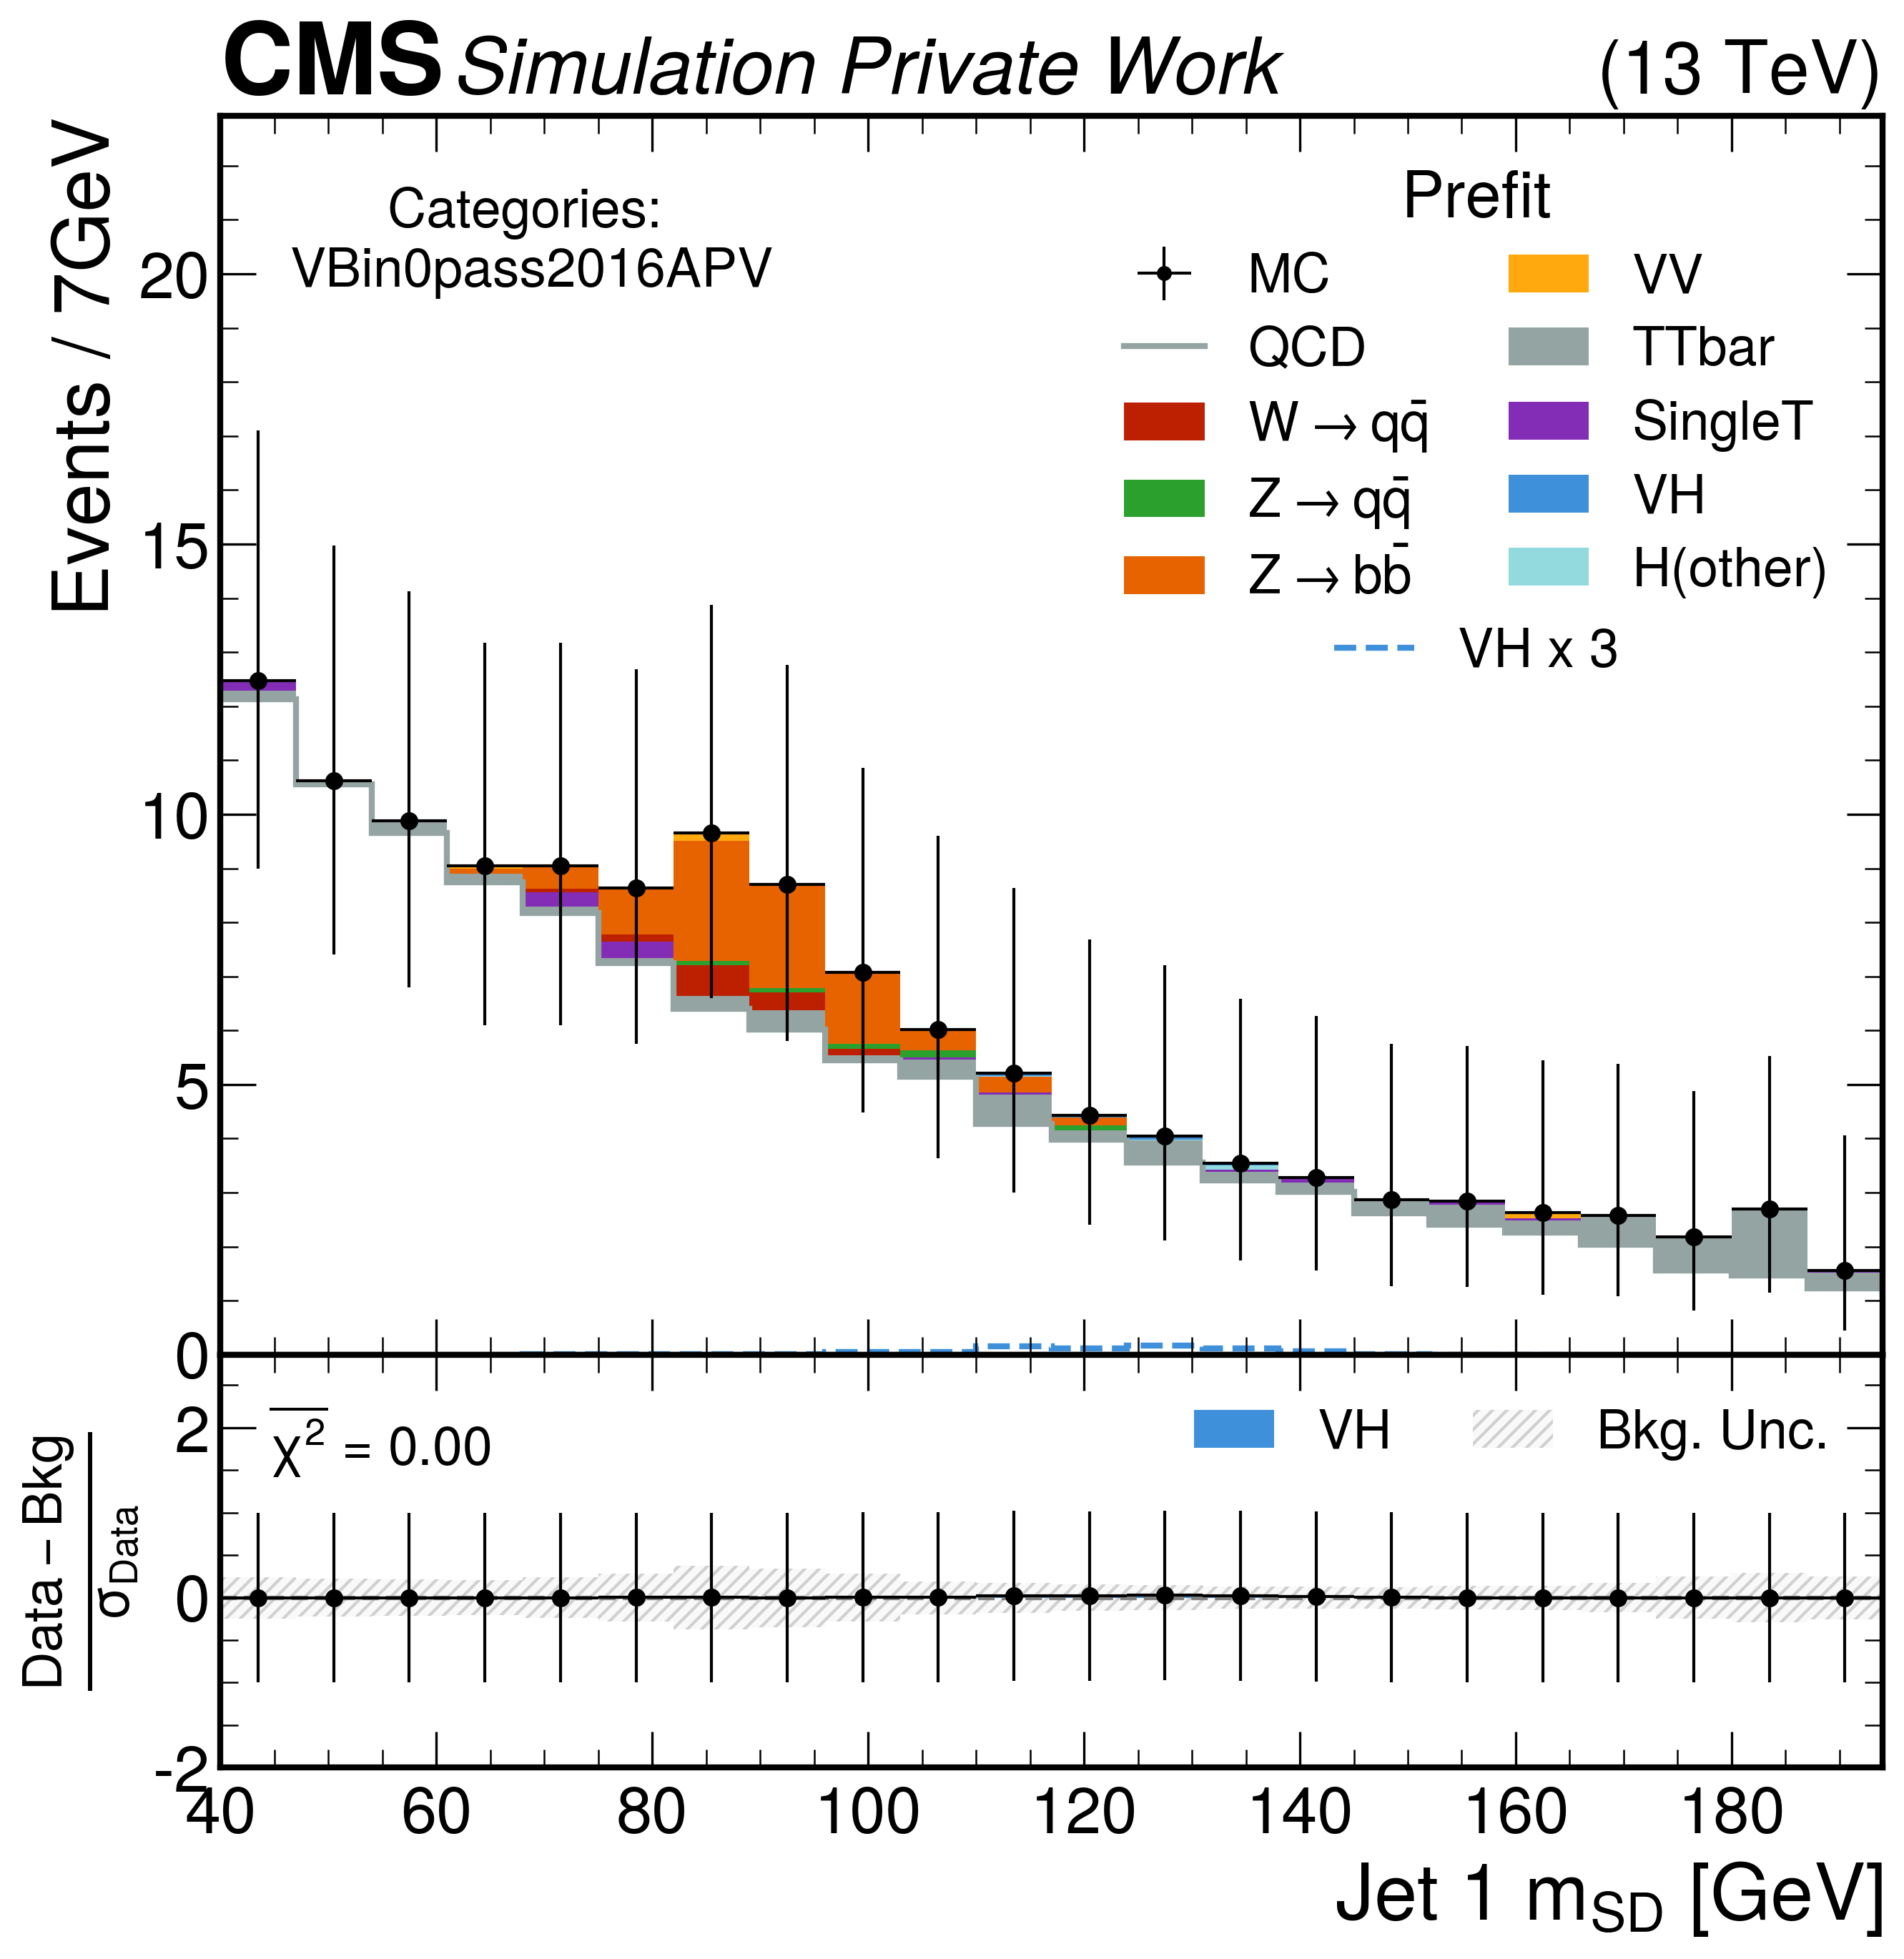 CMS Simulation Private Work (13 TeV)
Events / 7GeV
Categories:
VBin0pass2016APV
Prefit
MC
QCD
W → qq̄
Z → qq̄
Z → bb̄
VV
TTbar
SingleT
VH
H(other)
VH x 3
20
15
10
5
0
Data – Bkg
σData
χ² = 0.00
VH
Bkg. Unc.
2
0
-2
40 60 80 100 120 140 160 180
Jet 1 mSD [GeV]